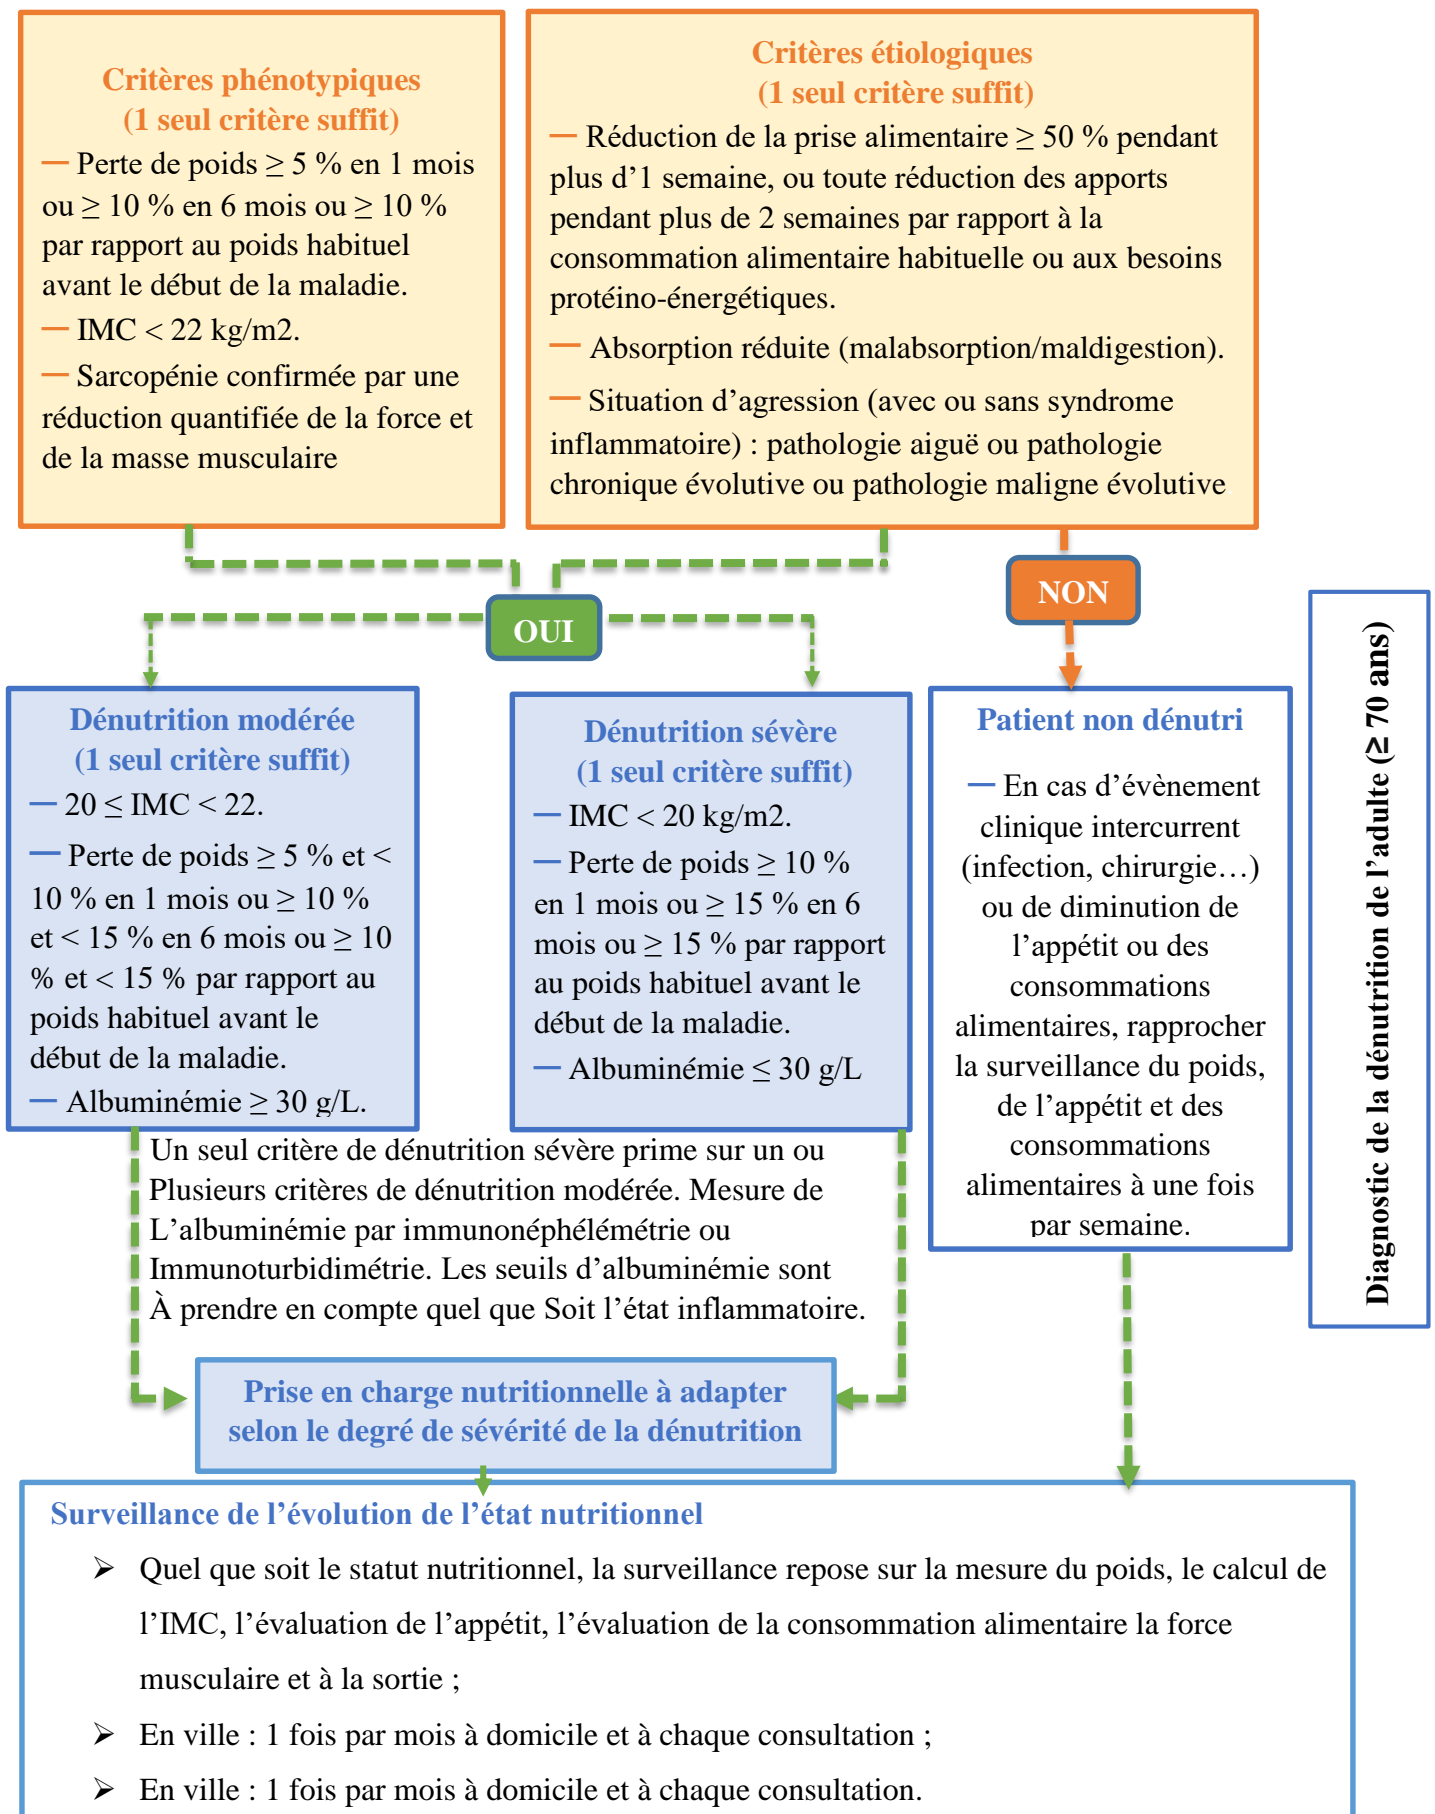 Critères phénotypiques
(1 seul critère suffit)
— Perte de poids ≥ 5 % en 1 mois
ou ≥ 10 % en 6 mois ou ≥ 10 %
par rapport au poids habituel
avant le début de la maladie.
— IMC < 22 kg/m2.
— Sarcopénie confirmée par une
réduction quantifiée de la force et
de la masse musculaire
Critères étiologiques
(1 seul critère suffit)
— Réduction de la prise alimentaire ≥ 50 % pendant
plus d’1 semaine, ou toute réduction des apports
pendant plus de 2 semaines par rapport à la
consommation alimentaire habituelle ou aux besoins
protéino-énergétiques.
— Absorption réduite (malabsorption/maldigestion).
— Situation d’agression (avec ou sans syndrome
inflammatoire) : pathologie aiguë ou pathologie
chronique évolutive ou pathologie maligne évolutive
OUI
NON
Dénutrition modérée
(1 seul critère suffit)
— 20 ≤ IMC < 22.
— Perte de poids ≥ 5 % et <
10 % en 1 mois ou ≥ 10 %
et < 15 % en 6 mois ou ≥ 10
% et < 15 % par rapport au
poids habituel avant le
début de la maladie.
— Albuminémie ≥ 30 g/L.
Dénutrition sévère
(1 seul critère suffit)
— IMC < 20 kg/m2.
— Perte de poids ≥ 10 %
en 1 mois ou ≥ 15 % en 6
mois ou ≥ 15 % par rapport
au poids habituel avant le
début de la maladie.
— Albuminémie ≤ 30 g/L
Patient non dénutri
— En cas d’évènement
clinique intercurrent
(infection, chirurgie…)
ou de diminution de
l’appétit ou des
consommations
alimentaires, rapprocher
la surveillance du poids,
de l’appétit et des
consommations
alimentaires à une fois
par semaine.
Diagnostic de la dénutrition de l’adulte (≥ 70 ans)
Un seul critère de dénutrition sévère prime sur un ou
Plusieurs critères de dénutrition modérée. Mesure de
L’albuminémie par immunonéphélémétrie ou
Immunoturbidimétrie. Les seuils d’albuminémie sont
À prendre en compte quel que Soit l’état inflammatoire.
Prise en charge nutritionnelle à adapter
selon le degré de sévérité de la dénutrition
Surveillance de l’évolution de l’état nutritionnel
➢ Quel que soit le statut nutritionnel, la surveillance repose sur la mesure du poids, le calcul de
l’IMC, l’évaluation de l’appétit, l’évaluation de la consommation alimentaire la force
musculaire et à la sortie ;
➢ En ville : 1 fois par mois à domicile et à chaque consultation ;
➢ En ville : 1 fois par mois à domicile et à chaque consultation.